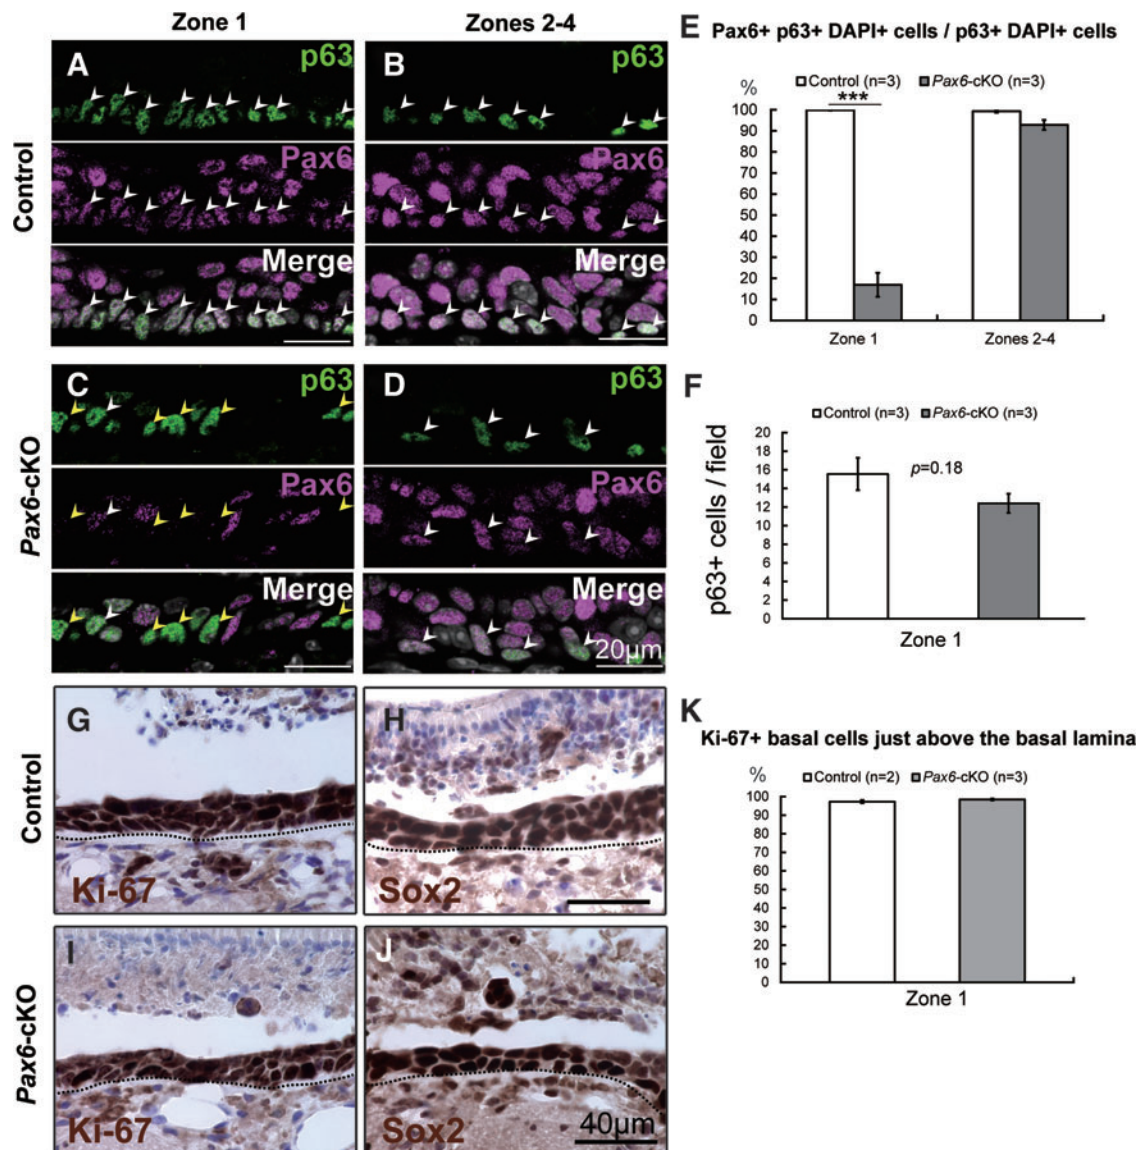 Zone 1
Zones 2-4
Control
A
p63
Pax6
Merge
B
p63
Pax6
Merge
Pax6-cKO
C
p63
Pax6
Merge
D
p63
Pax6
Merge
20μm
Control
G
Ki-67
H
Sox2
Pax6-cKO
I
Ki-67
J
Sox2
40μm
E
Pax6+ p63+ DAPI+ cells / p63+ DAPI+ cells
%
Control (n=3)
Pax6-cKO (n=3)
***
100
90
80
70
60
50
40
30
20
10
0
Zone 1
Zones 2-4
F
Control (n=3)
Pax6-cKO (n=3)
p63+ cells / field
20
18
16
14
12
10
8
6
4
2
0
p=0.18
Zone 1
K
Ki-67+ basal cells just above the basal lamina
%
Control (n=2)
Pax6-cKO (n=3)
100
90
80
70
60
50
40
30
20
10
0
Zone 1